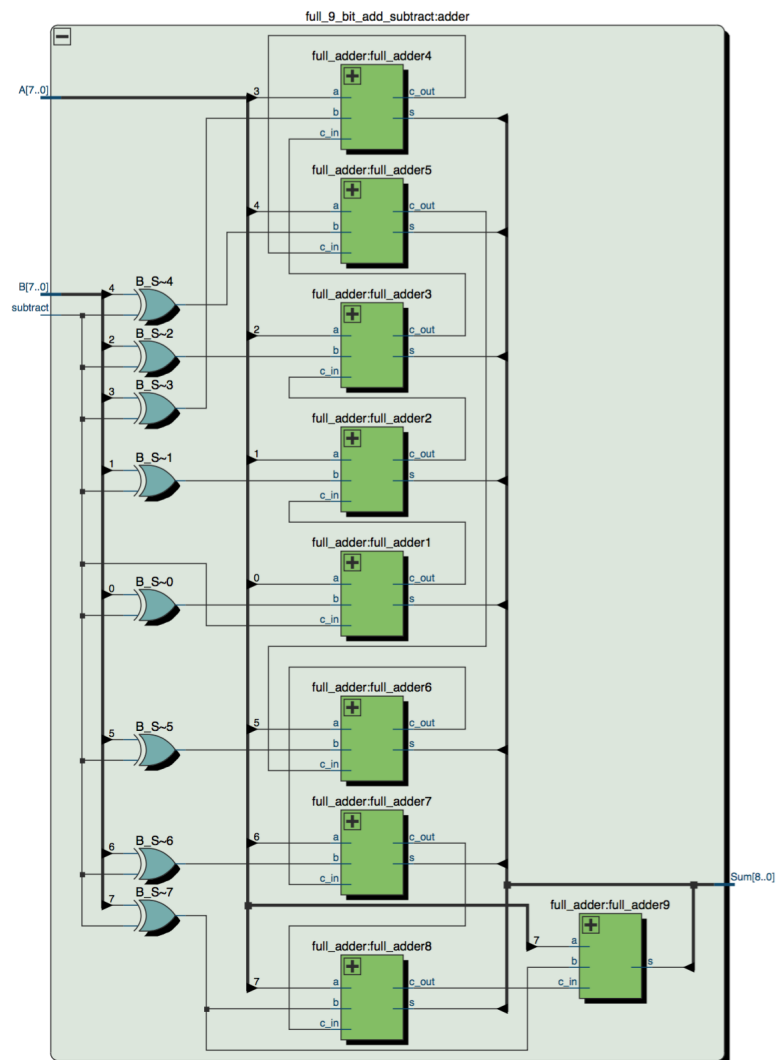 full_9_bit_add_subtract:adder
full_adder:full_adder4
A[7..0]
3
a
c_out
b
s
c_in
full_adder:full_adder5
4
a
c_out
b
s
c_in
B[7..0]
4
B_S~4
subtract
full_adder:full_adder3
2
B_S~2
2
a
c_out
b
s
c_in
3
B_S~3
full_adder:full_adder2
1
B_S~1
1
a
c_out
b
s
c_in
full_adder:full_adder1
0
B_S~0
0
a
c_out
b
s
c_in
full_adder:full_adder6
5
B_S~5
5
a
c_out
b
s
c_in
full_adder:full_adder7
6
B_S~6
6
a
c_out
b
s
c_in
7
B_S~7
Sum[8..0]
full_adder:full_adder9
7
a
b
s
c_in
full_adder:full_adder8
7
a
c_out
b
s
c_in